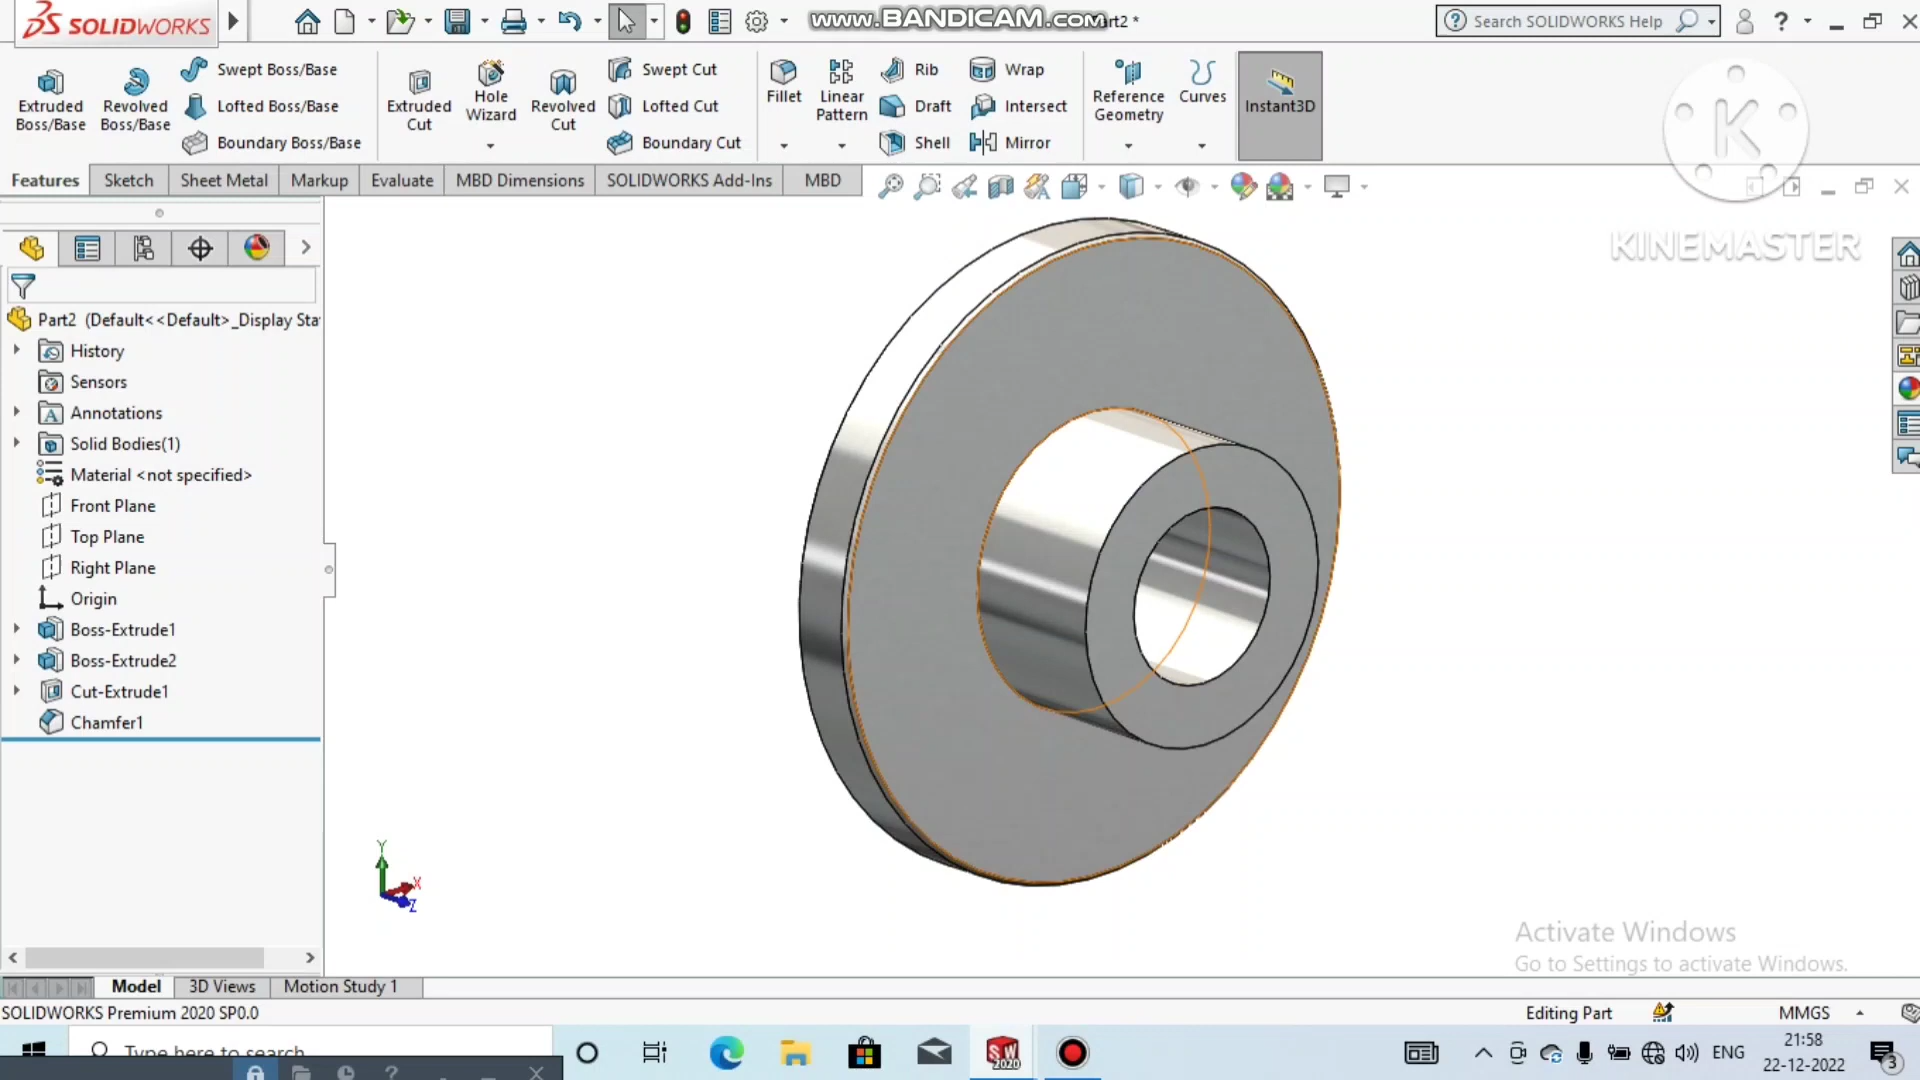 SOLIDWORKS
www.BANDICAM.com
Part2 *
Search SOLIDWORKS Help
Extruded Boss/Base
Revolved Boss/Base
Swept Boss/Base
Lofted Boss/Base
Boundary Boss/Base
Extruded Cut
Hole Wizard
Revolved Cut
Swept Cut
Lofted Cut
Boundary Cut
Fillet
Linear Pattern
Rib
Draft
Shell
Wrap
Intersect
Mirror
Reference Geometry
Curves
Instant3D
K
KINEMASTER
Features
Sketch
Sheet Metal
Markup
Evaluate
MBD Dimensions
SOLIDWORKS Add-Ins
MBD
Part2 (Default<<Default>_Display Sta
History
Sensors
Annotations
Solid Bodies(1)
Material <not specified>
Front Plane
Top Plane
Right Plane
Origin
Boss-Extrude1
Boss-Extrude2
Cut-Extrude1
Chamfer1
Y
X
Z
Activate Windows
Go to Settings to activate Windows.
Model
3D Views
Motion Study 1
SOLIDWORKS Premium 2020 SP0.0
Editing Part
MMGS
Type here to search
SW
2020
ENG
21:58
22-12-2022
3